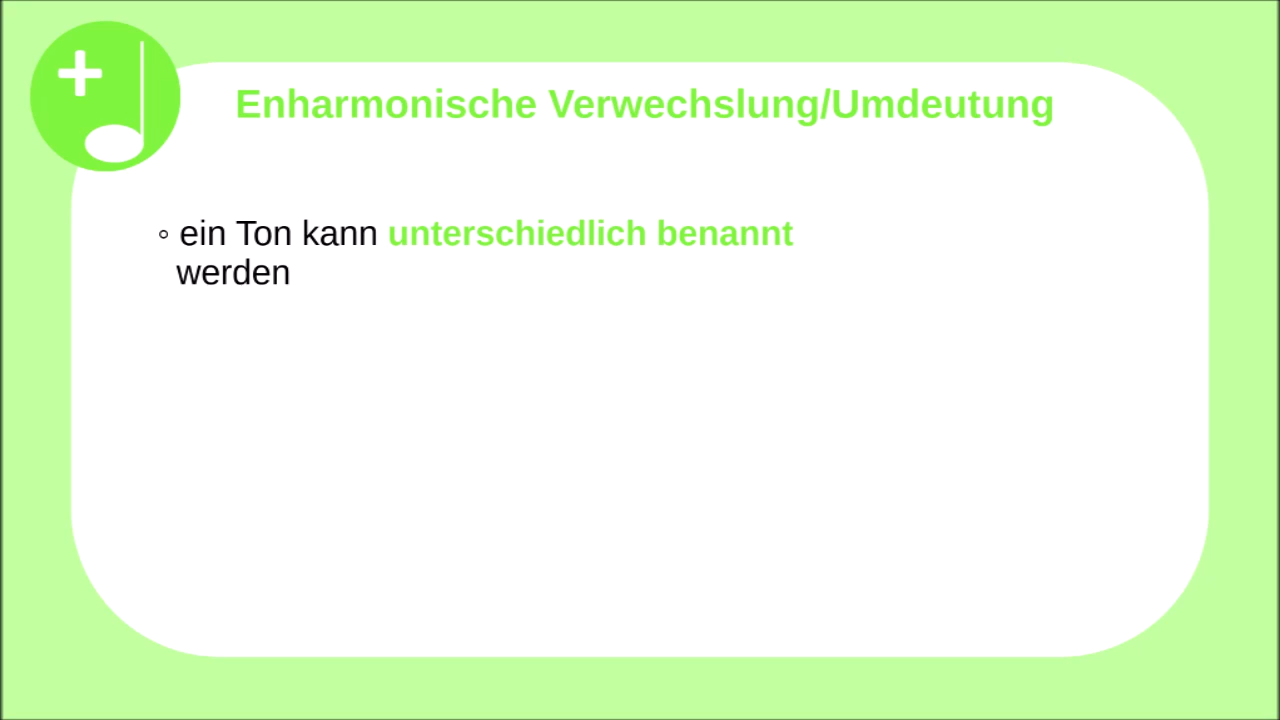 Enharmonische Verwechslung/Umdeutung
◦ ein Ton kann unterschiedlich benannt
werden